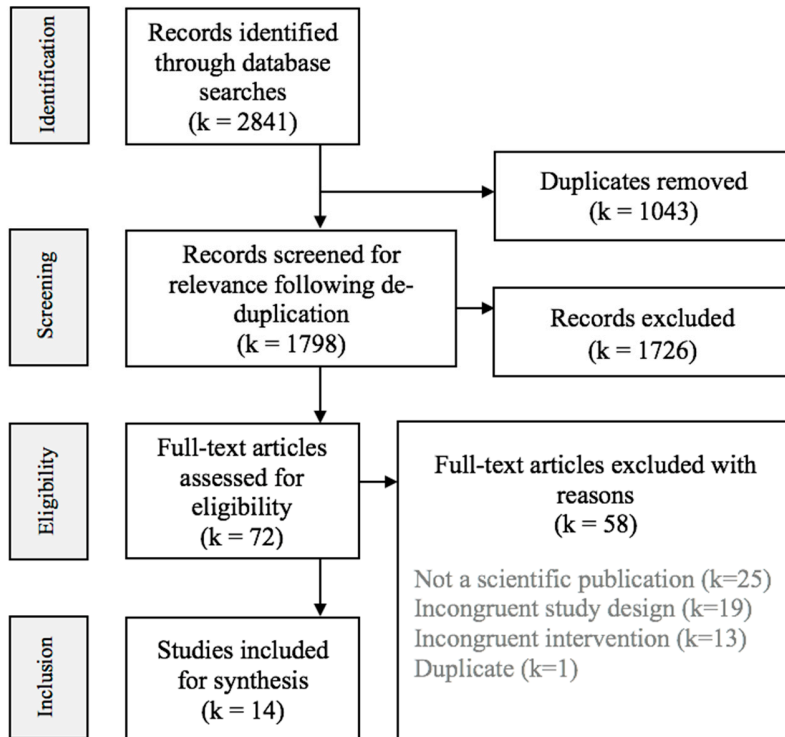 Identification
Records identified
through database
searches
(k = 2841)
Duplicates removed
(k = 1043)
Screening
Records screened for
relevance following de-
duplication
(k = 1798)
Records excluded
(k = 1726)
Eligibility
Full-text articles
assessed for
eligibility
(k = 72)
Full-text articles excluded with
reasons
(k = 58)
Not a scientific publication (k=25)
Incongruent study design (k=19)
Incongruent intervention (k=13)
Duplicate (k=1)
Inclusion
Studies included
for synthesis
(k = 14)